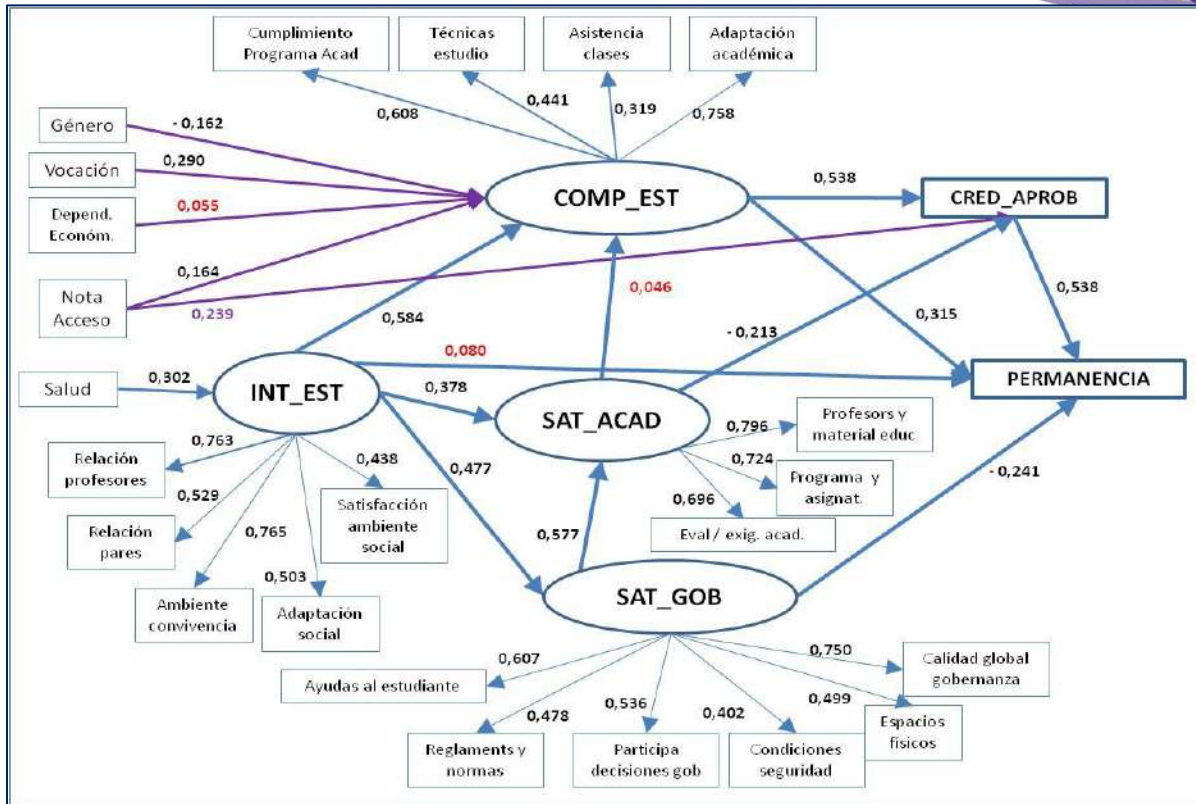 Cumplimiento
Programa Acad
Técnicas
estudio
Asistencia
clases
Adaptación
académica
0,608
0,441
0,319
0,758
Género
- 0,162
Vocación
0,290
Depend.
Económ.
0,055
Nota
Acceso
0,164
0,239
COMP_EST
0,538
CRED_APROB
0,584
0,046
- 0,213
0,315
0,538
0,080
PERMANENCIA
Salud
0,302
INT_EST
0,378
SAT_ACAD
0,477
0,577
- 0,241
0,796
Profesors y
material educ
0,724
Programa y
asignat.
0,696
Eval / exig. acad.
0,763
Relación
profesores
0,529
Relación
pares
0,765
Ambiente
convivencia
0,503
Adaptación
social
0,438
Satisfacción
ambiente
social
SAT_GOB
0,607
Ayudas al estudiante
0,478
Reglaments y
normas
0,536
Participa
decisiones gob
0,402
Condiciones
seguridad
0,499
Espacios
físicos
0,750
Calidad global
gobernanza